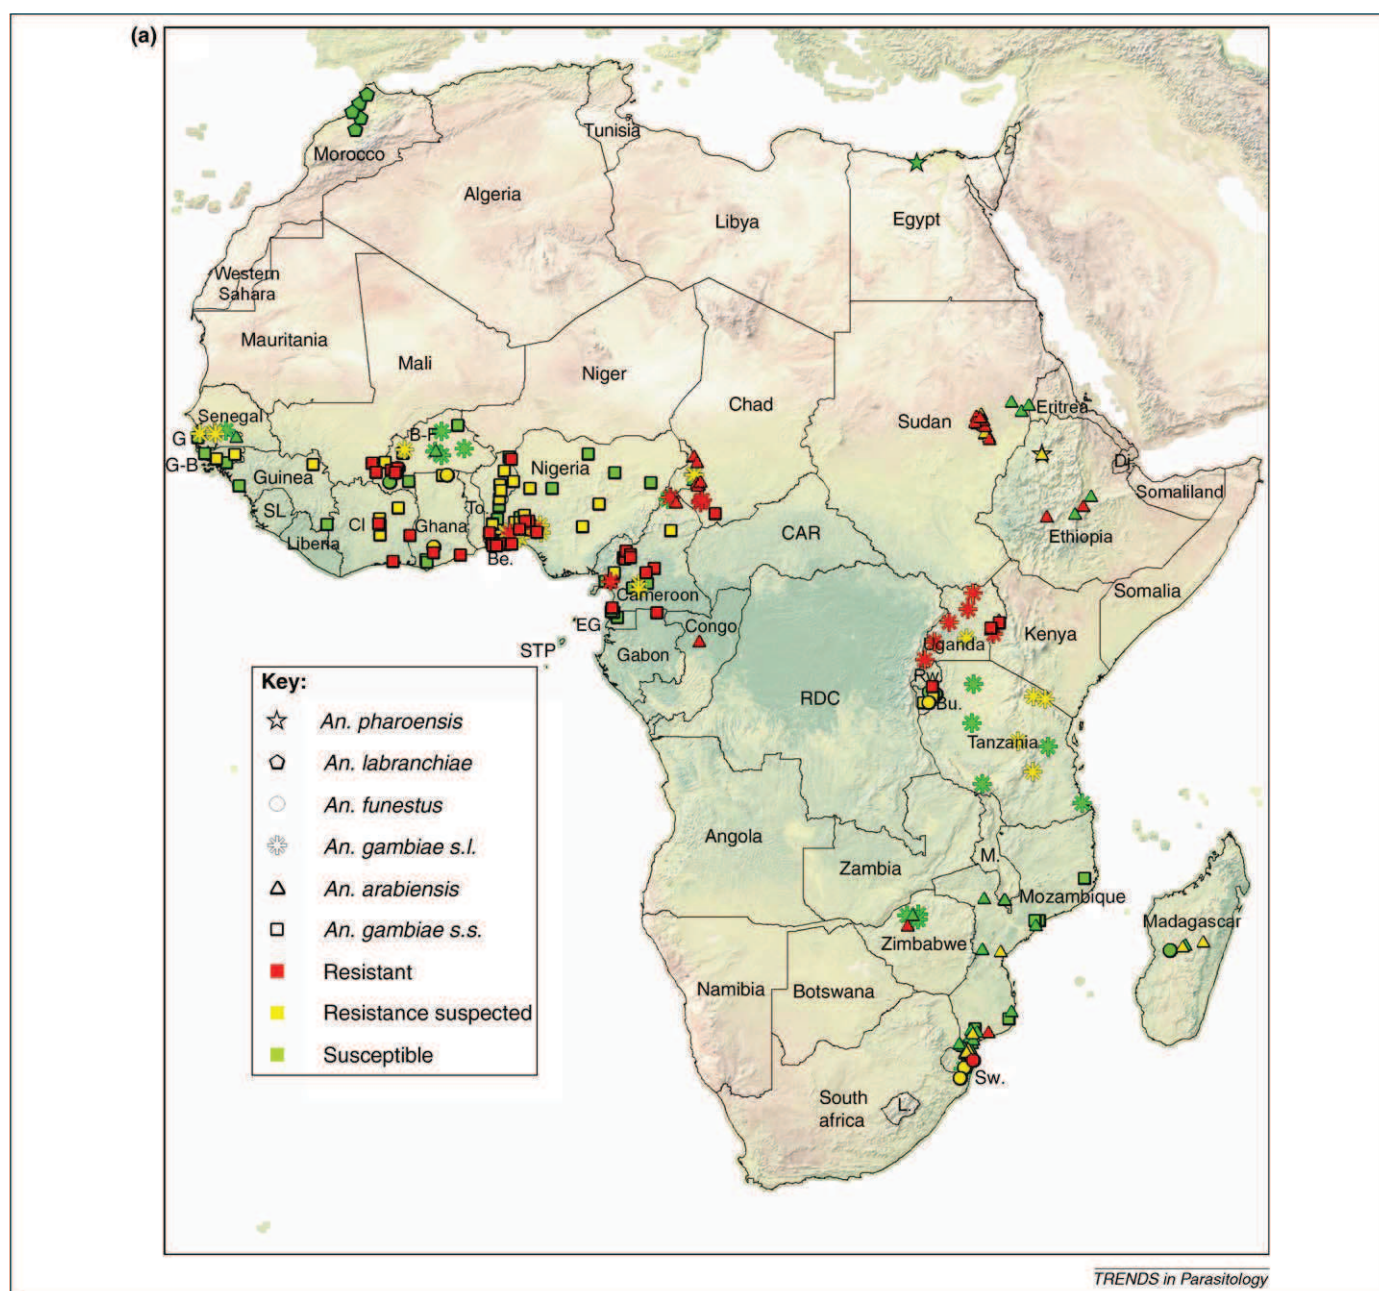 (a)
Tunisia
Morocco
Algeria
Libya
Egypt
Western
Sahara
Mauritania
Mali
Niger
Chad
Sudan
Eritrea
Senegal
G
B-F
G-B
Guinea
Nigeria
Dj.
Somaliland
SL
CI
Ghana
To.
Liberia
Be.
CAR
Ethiopia
Cameroon
Somalia
EG
Congo
Uganda
Kenya
STP
Gabon
Rw.
RDC
Bu.
Tanzania
Key:
An. pharoensis
An. labranchiae
An. funestus
An. gambiae s.l.
An. arabiensis
An. gambiae s.s.
Resistant
Resistance suspected
Susceptible
Angola
Zambia
M.
Mozambique
Madagascar
Zimbabwe
Namibia
Botswana
Sw.
South
africa
L.
TRENDS in Parasitology